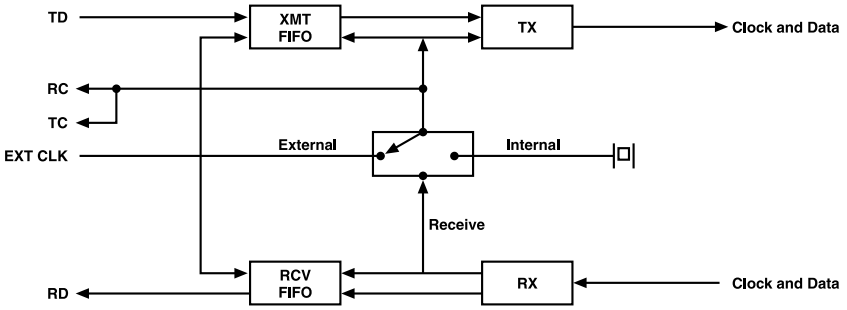 TD
XMT
FIFO
TX
Clock and Data
RC
TC
External
Internal
EXT CLK
Receive
RCV
FIFO
RX
Clock and Data
RD